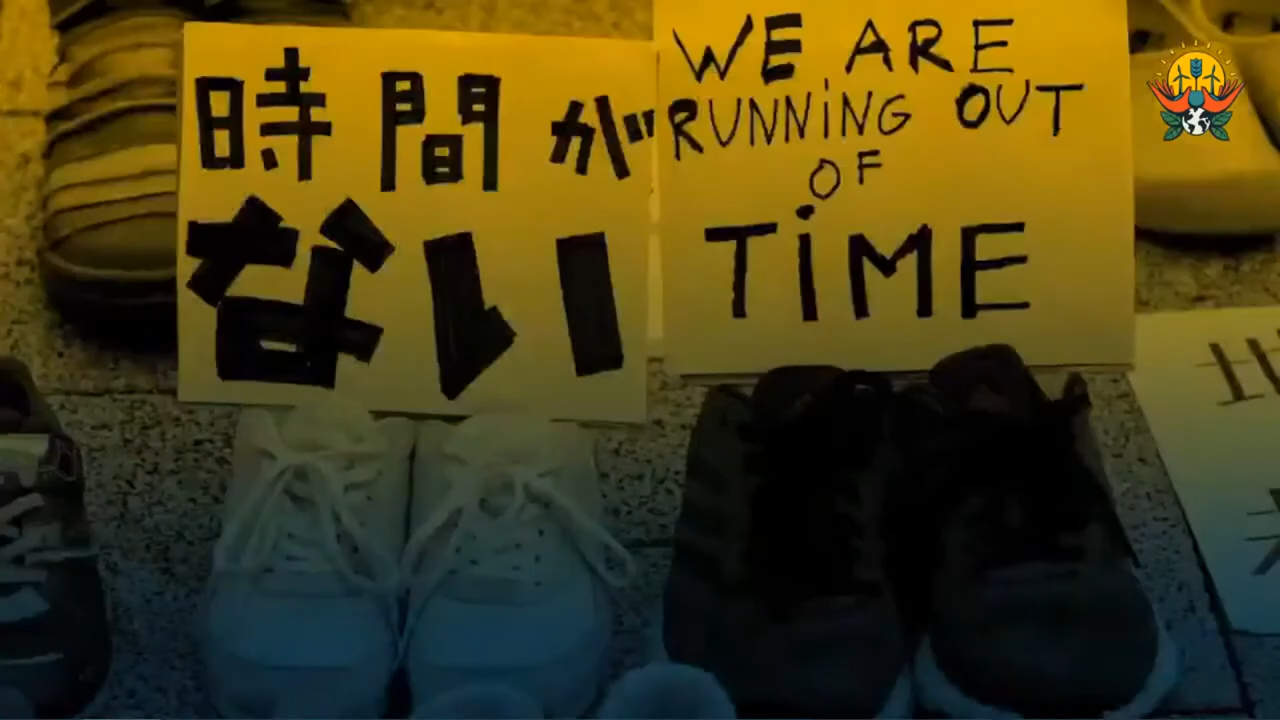 時間が
ない
WE ARE
RUNNiNG OUT
OF
TiME